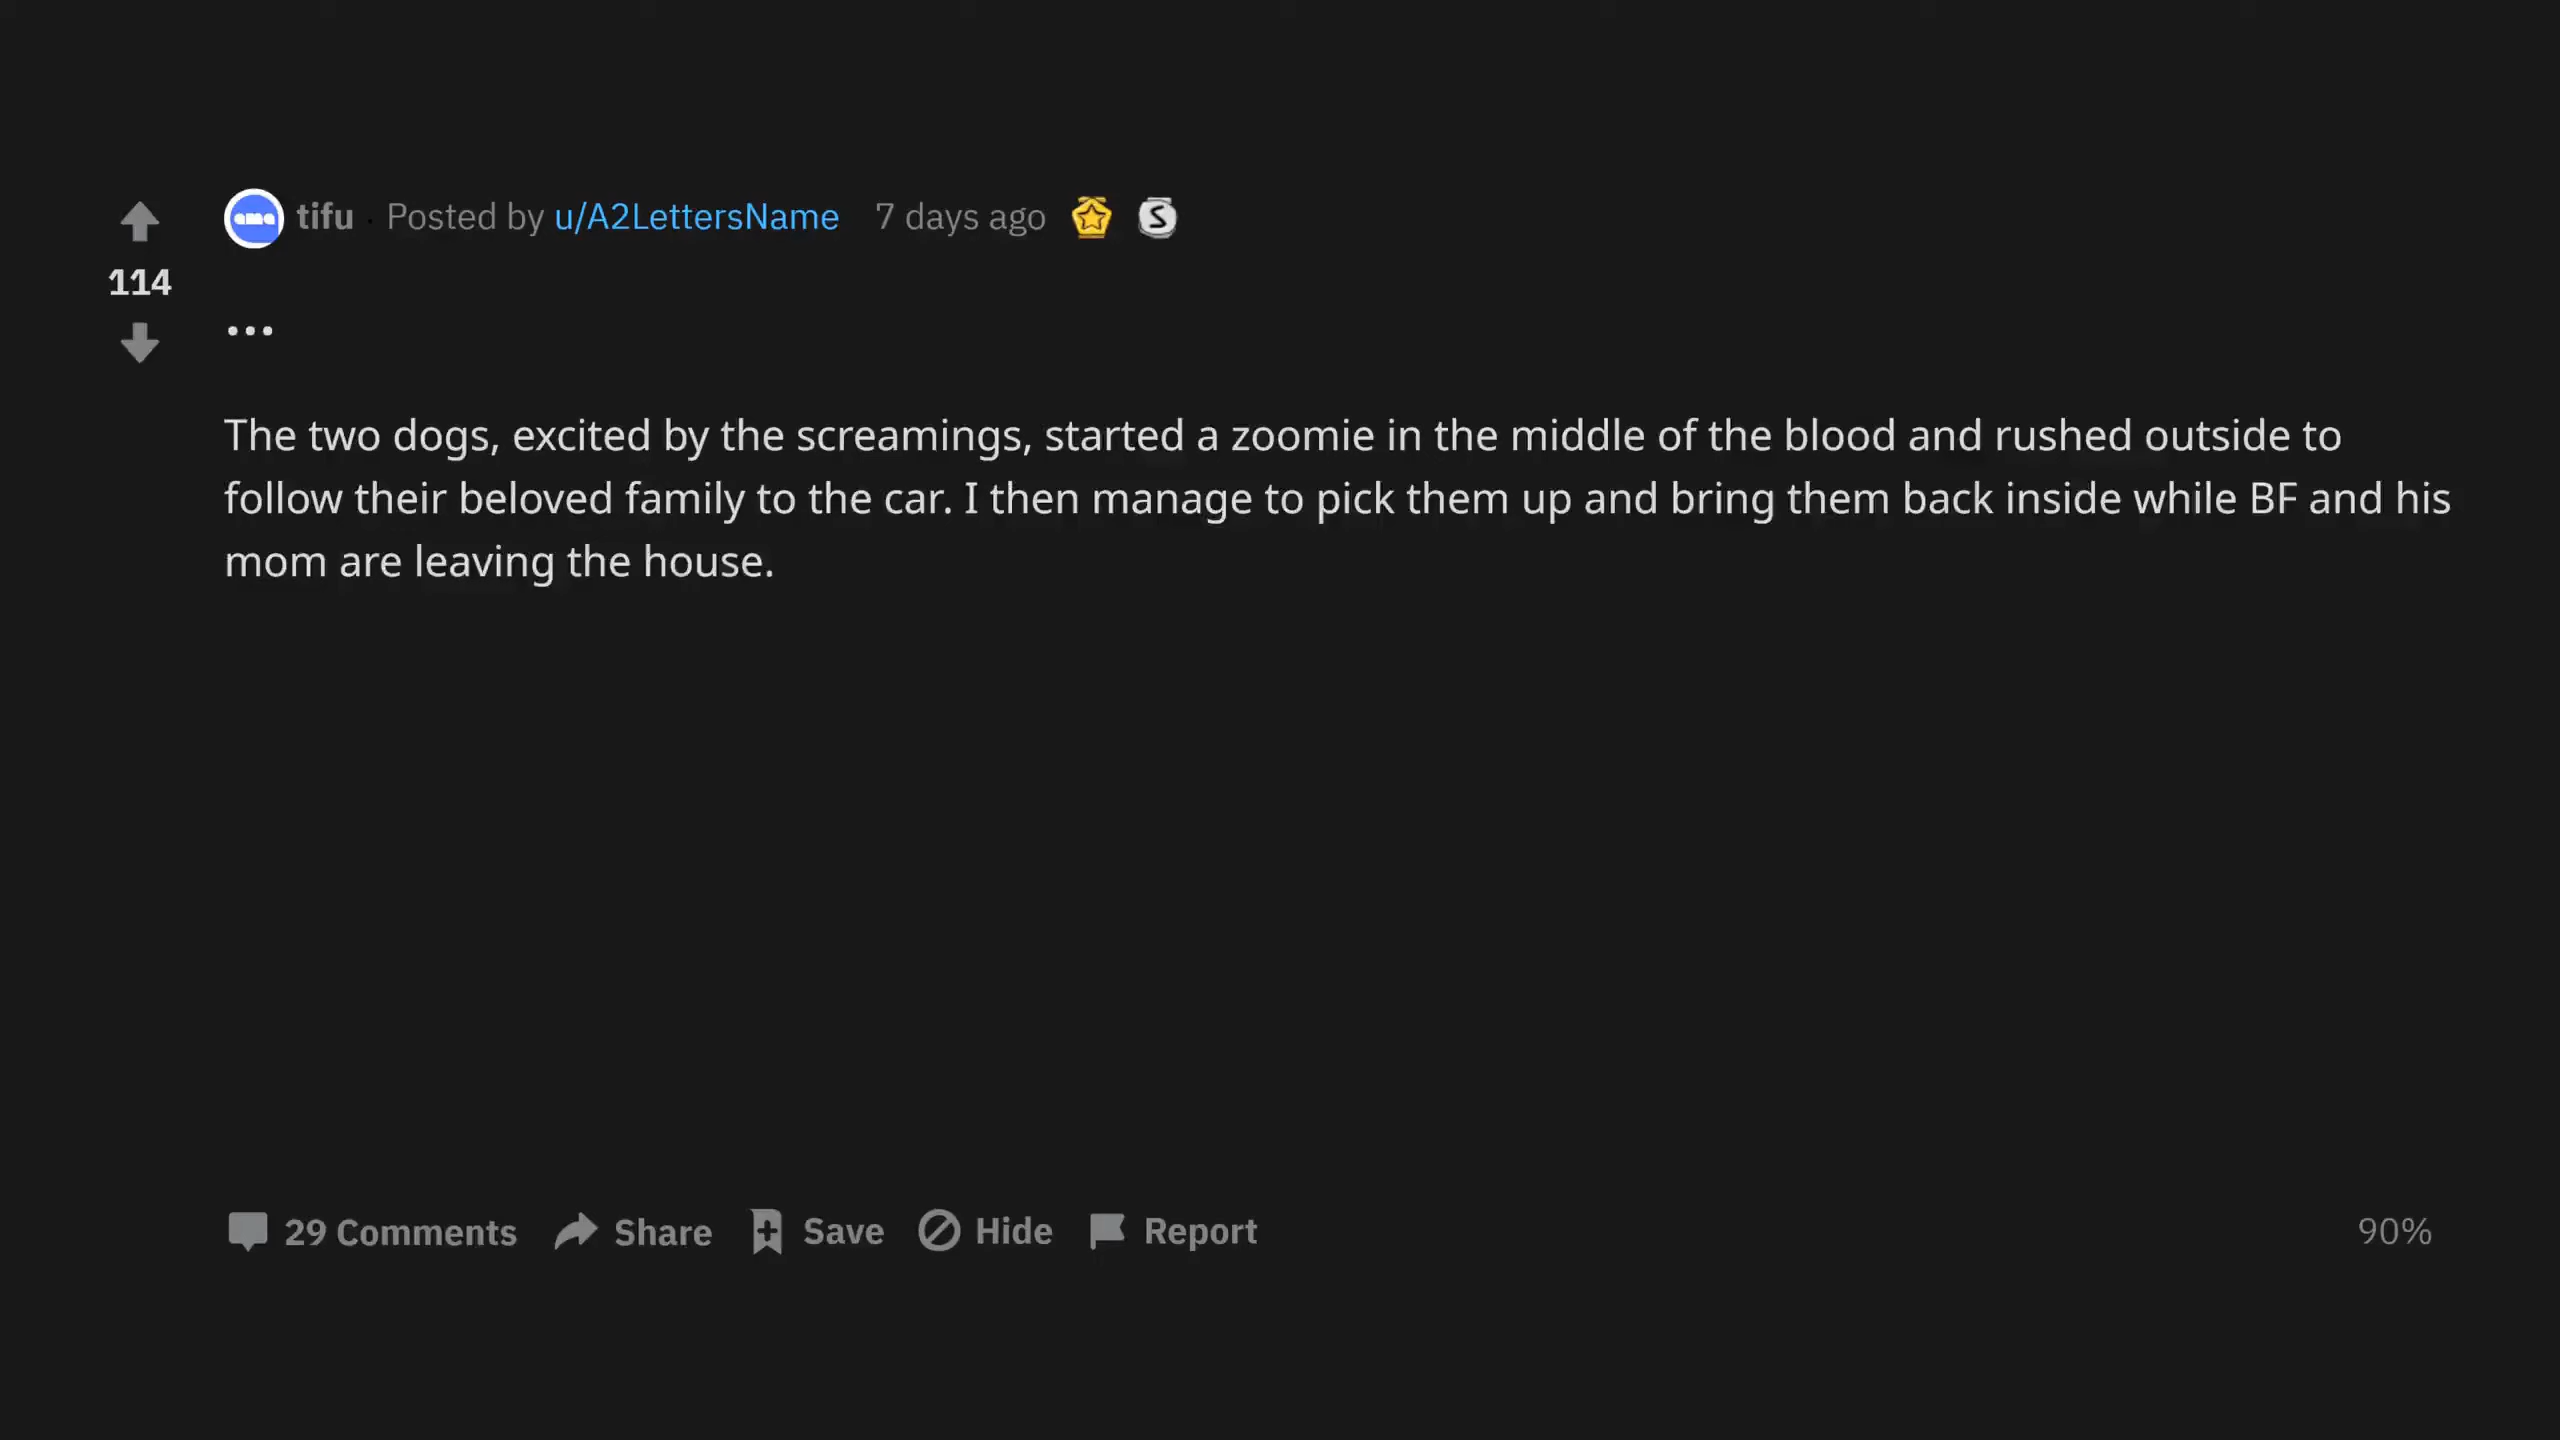 tifu · Posted by u/A2LettersName 7 days ago
114
...
The two dogs, excited by the screamings, started a zoomie in the middle of the blood and rushed outside to
follow their beloved family to the car. I then manage to pick them up and bring them back inside while BF and his
mom are leaving the house.
29 Comments Share Save Hide Report 90%